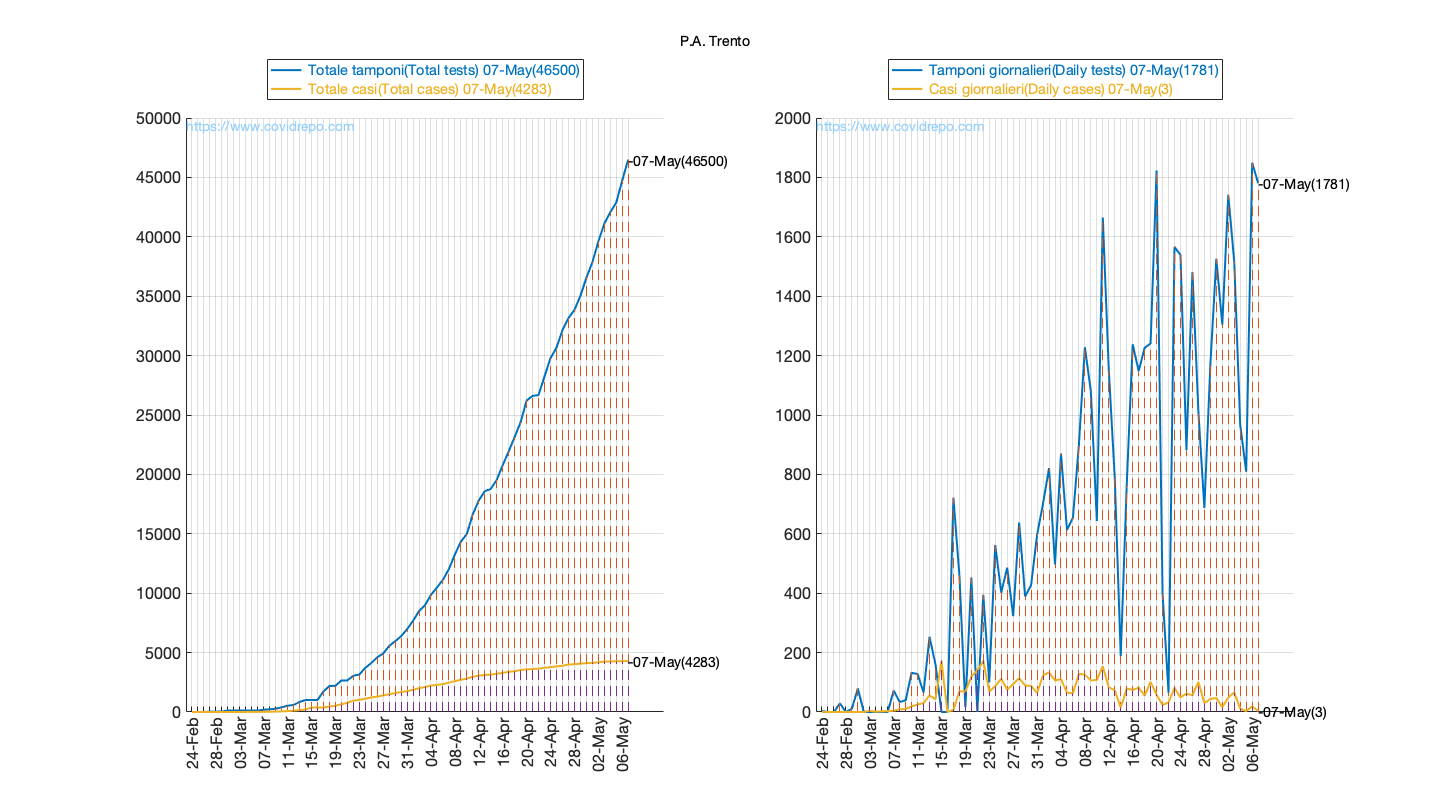 P.A. Trento
Totale tamponi(Total tests) 07-May(46500)
Totale casi(Total cases) 07-May(4283)
https://www.covidrepo.com
50000
45000
40000
35000
30000
25000
20000
15000
10000
5000
0
07-May(46500)
07-May(4283)
24-Feb
28-Feb
03-Mar
07-Mar
11-Mar
15-Mar
19-Mar
23-Mar
27-Mar
31-Mar
04-Apr
08-Apr
12-Apr
16-Apr
20-Apr
24-Apr
28-Apr
02-May
06-May
Tamponi giornalieri(Daily tests) 07-May(1781)
Casi giornalieri(Daily cases) 07-May(3)
https://www.covidrepo.com
2000
1800
1600
1400
1200
1000
800
600
400
200
0
07-May(1781)
07-May(3)
24-Feb
28-Feb
03-Mar
07-Mar
11-Mar
15-Mar
19-Mar
23-Mar
27-Mar
31-Mar
04-Apr
08-Apr
12-Apr
16-Apr
20-Apr
24-Apr
28-Apr
02-May
06-May